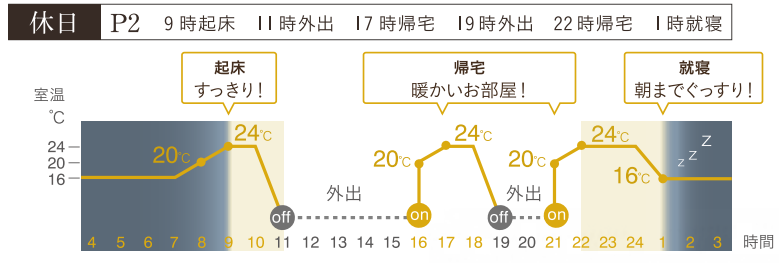 休日 P2 9時起床 11時外出 17時帰宅 19時外出 22時帰宅 1時就寝
起床
すっきり!
帰宅
暖かいお部屋!
就寝
朝までぐっすり!
室温
℃
24
20
16
20℃
24℃
off
外出
20℃
on
24℃
off
外出
20℃
on
24℃
16℃
z z Z
4 5 6 7 8 9 10 11 12 13 14 15 16 17 18 19 20 21 22 23 24 1 2 3 時間